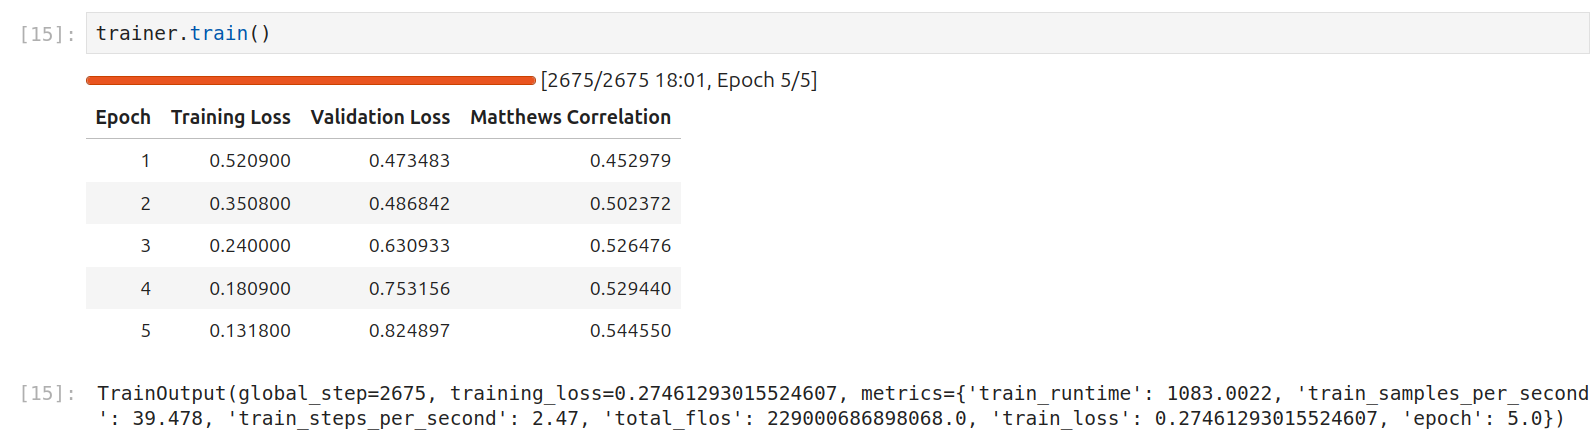 [15]: trainer.train()
[2675/2675 18:01, Epoch 5/5]
Epoch Training Loss Validation Loss Matthews Correlation
1 0.520900 0.473483 0.452979
2 0.350800 0.486842 0.502372
3 0.240000 0.630933 0.526476
4 0.180900 0.753156 0.529440
5 0.131800 0.824897 0.544550
[15]: TrainOutput(global_step=2675, training_loss=0.27461293015524607, metrics={'train_runtime': 1083.0022, 'train_samples_per_second
': 39.478, 'train_steps_per_second': 2.47, 'total_flos': 229000686898068.0, 'train_loss': 0.27461293015524607, 'epoch': 5.0})